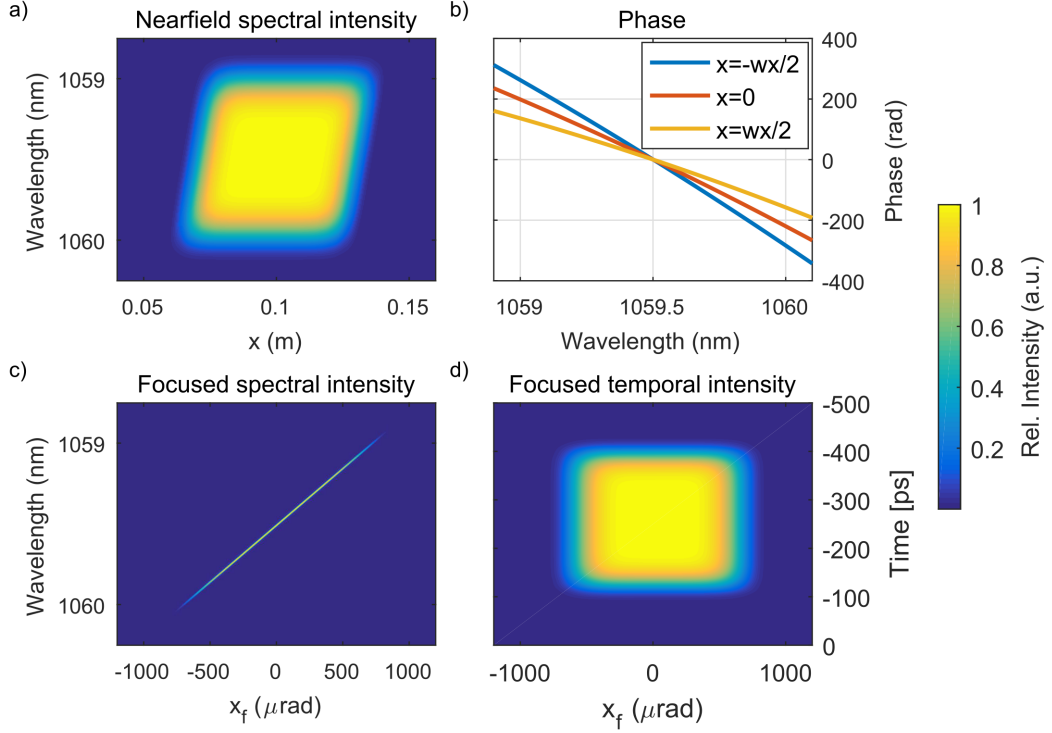 a)
Nearfield spectral intensity
Wavelength (nm)
1059
1060
0.05
0.1
0.15
x (m)
b)
Phase
x=-wx/2
x=0
x=wx/2
400
200
0
-200
-400
Phase (rad)
1059
1059.5
1060
Wavelength (nm)
c)
Focused spectral intensity
Wavelength (nm)
1059
1060
-1000
-500
0
500
1000
x_f (μrad)
d)
Focused temporal intensity
-500
-400
-300
-200
-100
0
Time [ps]
-1000
0
1000
x_f (μrad)
1
0.8
0.6
0.4
0.2
Rel. Intensity (a.u.)